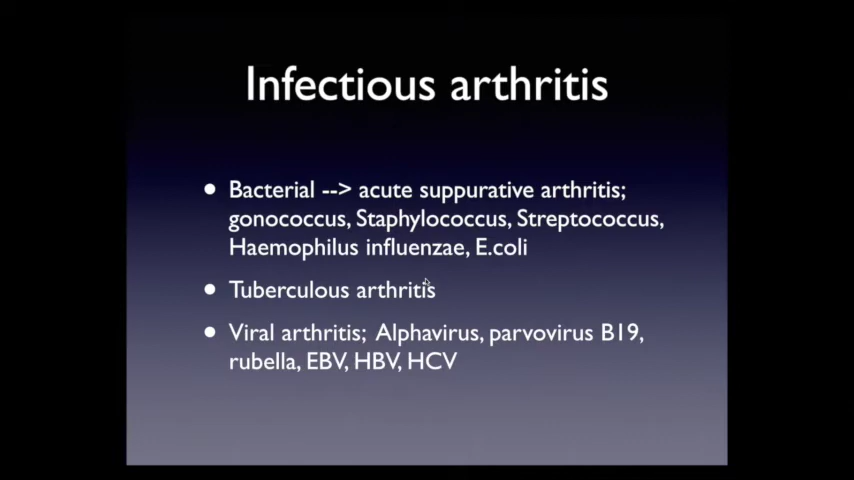 Infectious arthritis
• Bacterial --> acute suppurative arthritis;
gonococcus, Staphylococcus, Streptococcus,
Haemophilus influenzae, E.coli
• Tuberculous arthritis
• Viral arthritis; Alphavirus, parvovirus B19,
rubella, EBV, HBV, HCV